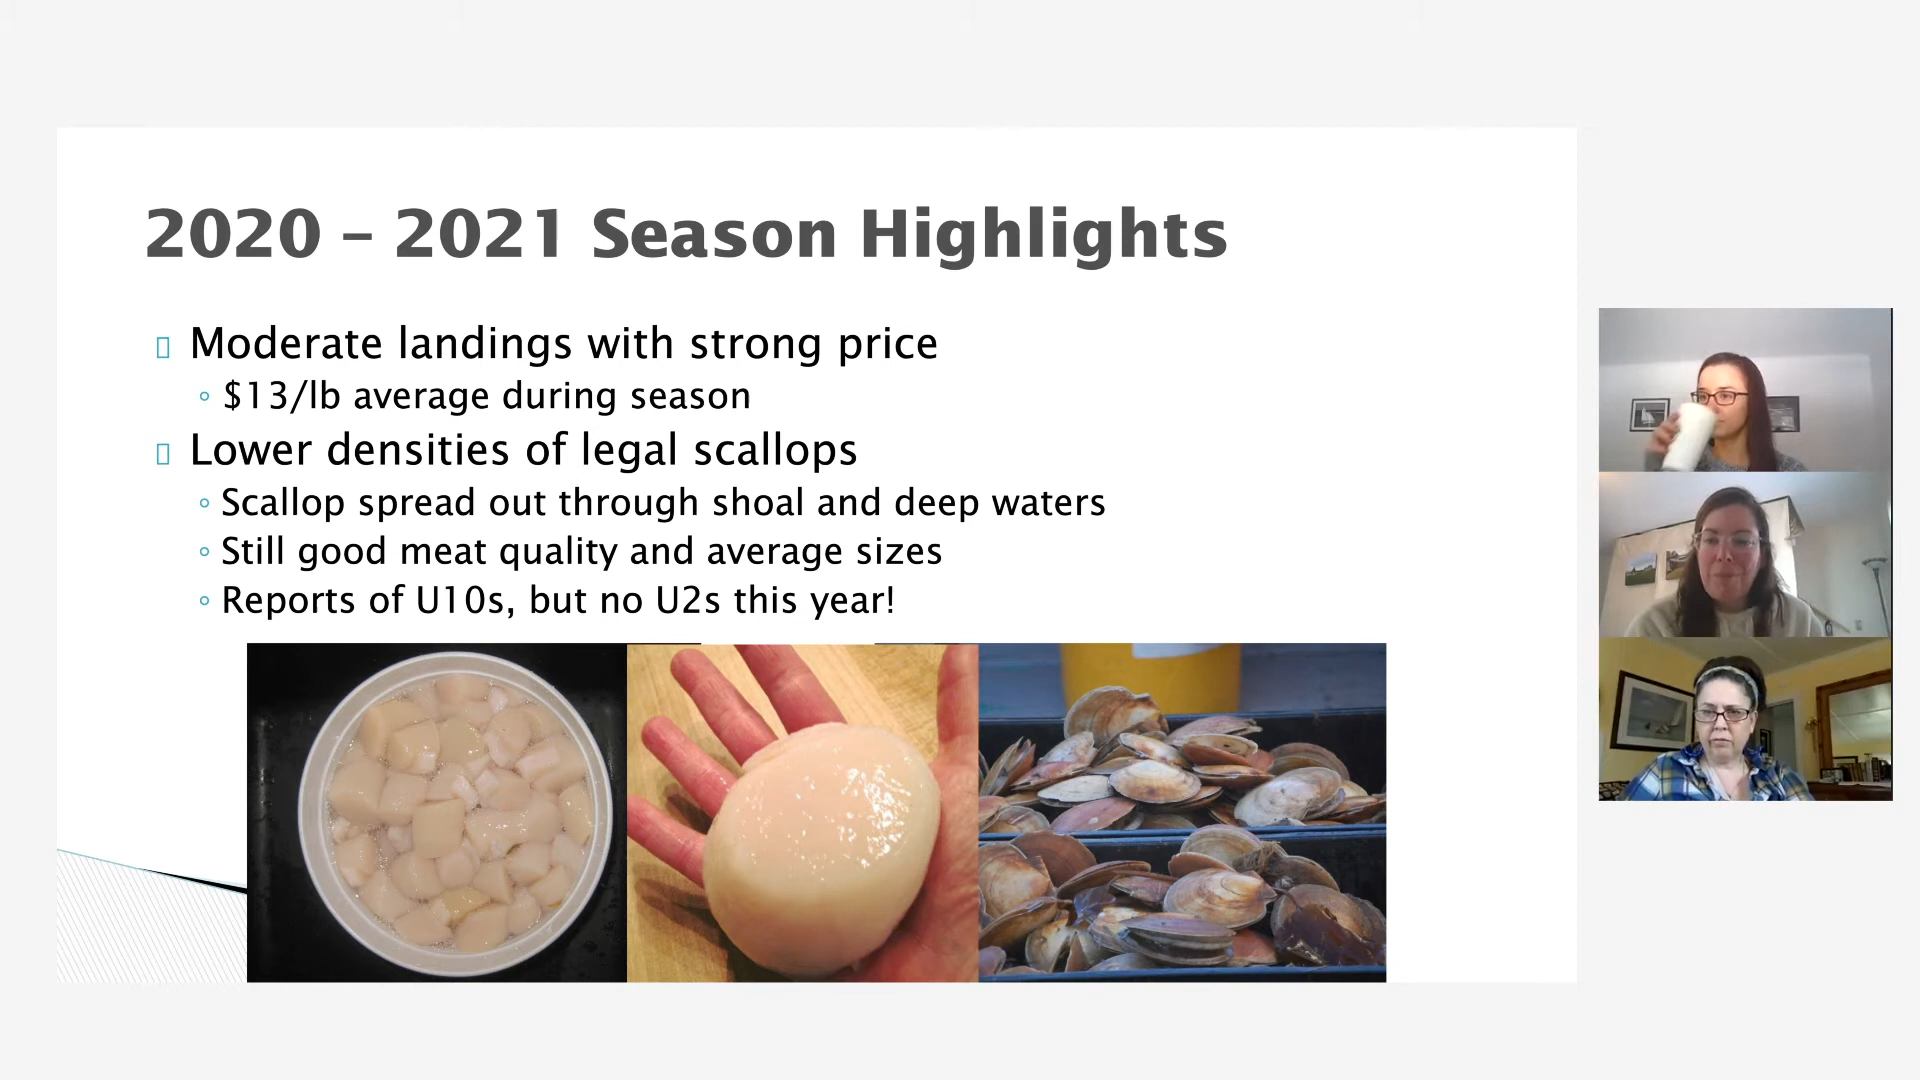 2020 – 2021 Season Highlights
Moderate landings with strong price
◦ $13/lb average during season
Lower densities of legal scallops
◦ Scallop spread out through shoal and deep waters
◦ Still good meat quality and average sizes
◦ Reports of U10s, but no U2s this year!